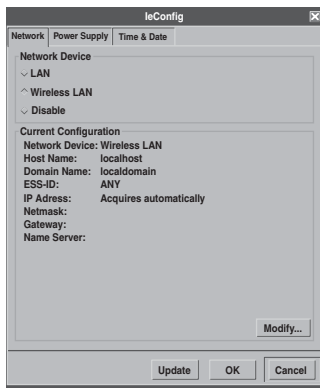 IeConfig
Network Power Supply Time & Date
Network Device
LAN
Wireless LAN
Disable
Current Configuration
Network Device: Wireless LAN
Host Name: localhost
Domain Name: localdomain
ESS-ID: ANY
IP Adress: Acquires automatically
Netmask:
Gateway:
Name Server:
Modify...
Update OK Cancel